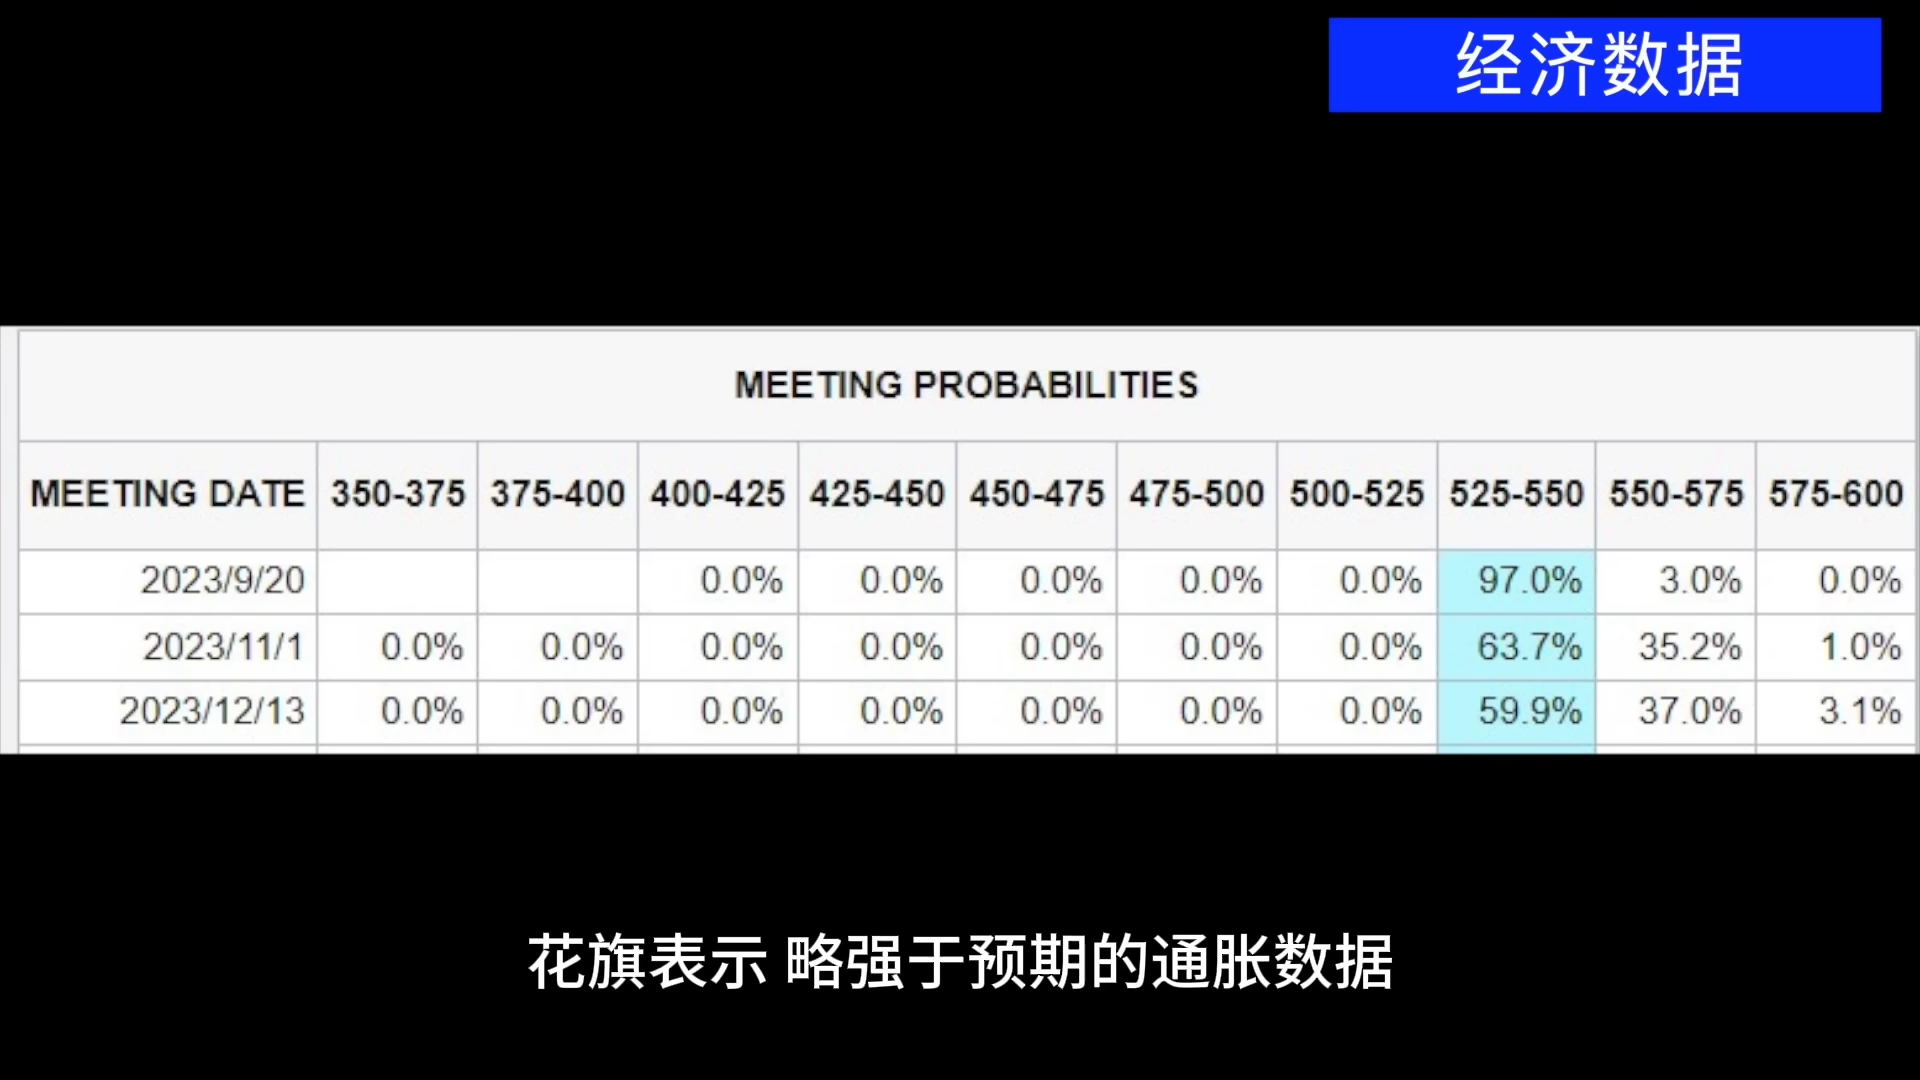 经济数据
MEETING PROBABILITIES
MEETING DATE 350-375 375-400 400-425 425-450 450-475 475-500 500-525 525-550 550-575 575-600
2023/9/20 0.0% 0.0% 0.0% 0.0% 0.0% 97.0% 3.0% 0.0%
2023/11/1 0.0% 0.0% 0.0% 0.0% 0.0% 0.0% 0.0% 63.7% 35.2% 1.0%
2023/12/13 0.0% 0.0% 0.0% 0.0% 0.0% 0.0% 0.0% 59.9% 37.0% 3.1%
花旗表示 略强于预期的通胀数据